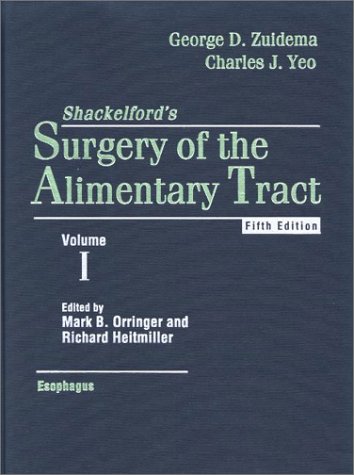 George D. Zuidema
Charles J. Yeo
Shackelford's
Surgery of the
Alimentary Tract
Fifth Edition
Volume
I
Edited by
Mark B. Orringer and
Richard Heitmiller
Esophagus